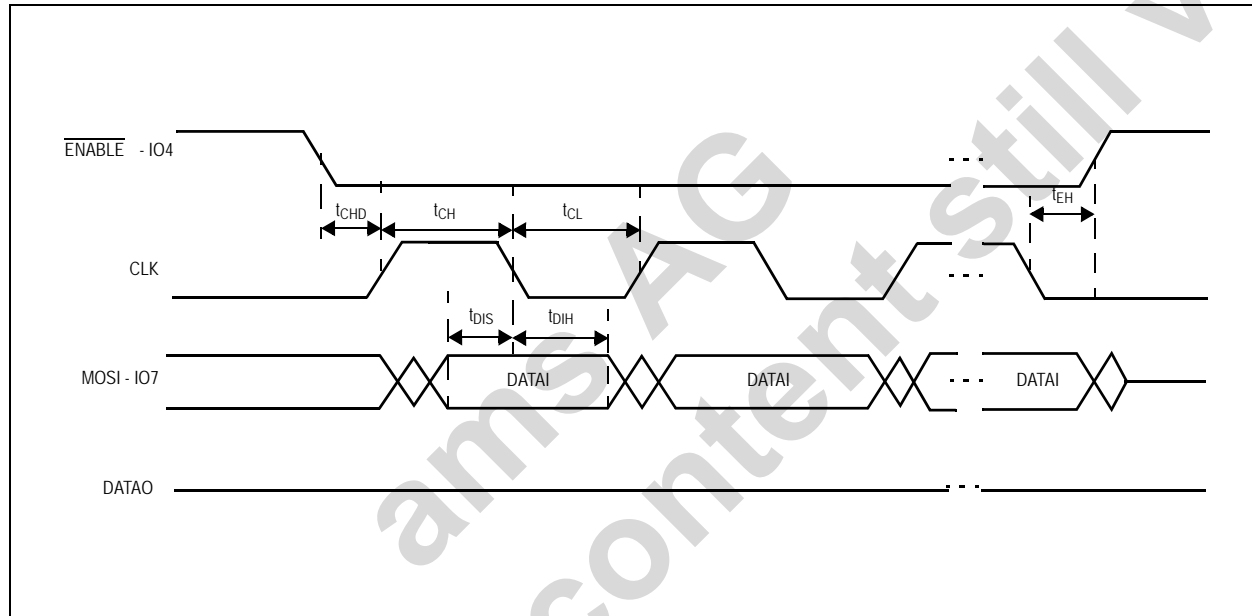 ENABLE - IO4
tCHD
tCH
tCL
tEH
CLK
tDIS
tDIH
MOSI - IO7
DATAI
DATAI
DATAI
DATAO
ams AG
content still v